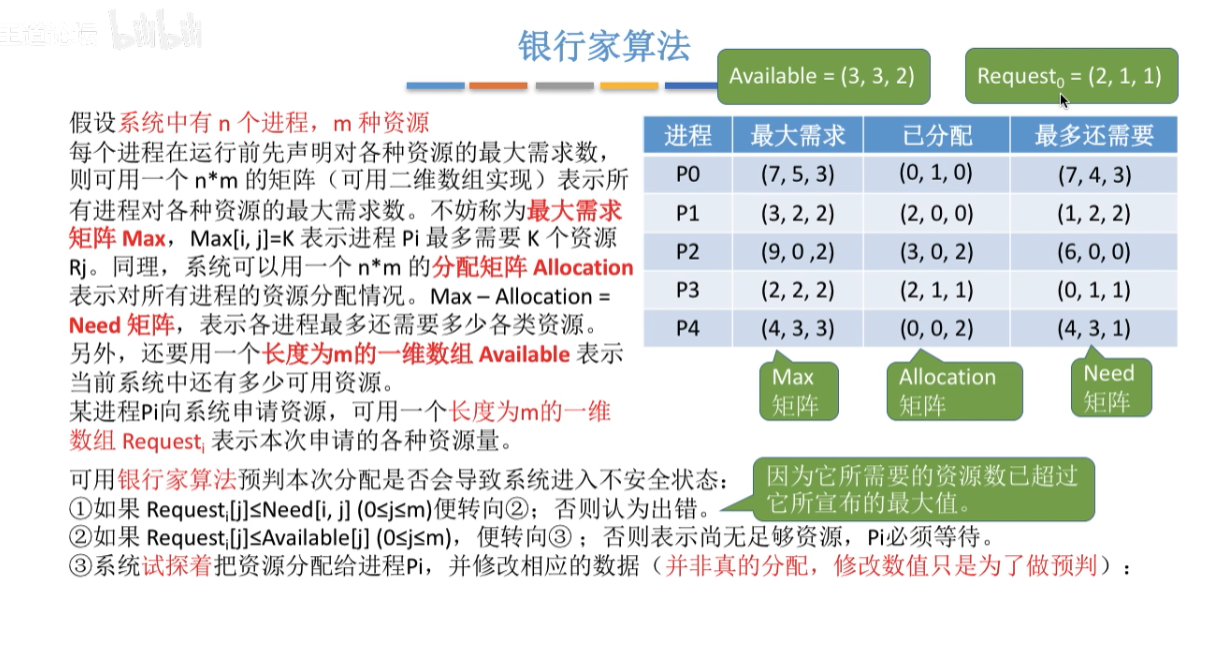 王道论坛 bilibili
银行家算法
Available = (3, 3, 2)
Request0 = (2, 1, 1)
假设系统中有 n 个进程，m 种资源
每个进程在运行前先声明对各种资源的最大需求数，
则可用一个 n*m 的矩阵（可用二维数组实现）表示所
有进程对各种资源的最大需求数。不妨称为最大需求
矩阵 Max，Max[i, j]=K 表示进程 Pi 最多需要 K 个资源
Rj。同理，系统可以用一个 n*m 的分配矩阵 Allocation
表示对所有进程的资源分配情况。Max – Allocation =
Need 矩阵，表示各进程最多还需要多少各类资源。
另外，还要用一个长度为m的一维数组 Available 表示
当前系统中还有多少可用资源。
某进程Pi向系统申请资源，可用一个长度为m的一维
数组 Requesti 表示本次申请的各种资源量。
进程 最大需求 已分配 最多还需要
P0 (7, 5, 3) (0, 1, 0) (7, 4, 3)
P1 (3, 2, 2) (2, 0, 0) (1, 2, 2)
P2 (9, 0 ,2) (3, 0, 2) (6, 0, 0)
P3 (2, 2, 2) (2, 1, 1) (0, 1, 1)
P4 (4, 3, 3) (0, 0, 2) (4, 3, 1)
Max
矩阵
Allocation
矩阵
Need
矩阵
可用银行家算法预判本次分配是否会导致系统进入不安全状态：
①如果 Requesti[j]≤Need[i, j] (0≤j≤m)便转向②；否则认为出错。
因为它所需要的资源数已超过
它所宣布的最大值。
②如果 Requesti[j]≤Available[j] (0≤j≤m)，便转向③ ；否则表示尚无足够资源，Pi必须等待。
③系统试探着把资源分配给进程Pi，并修改相应的数据（并非真的分配，修改数值只是为了做预判）：